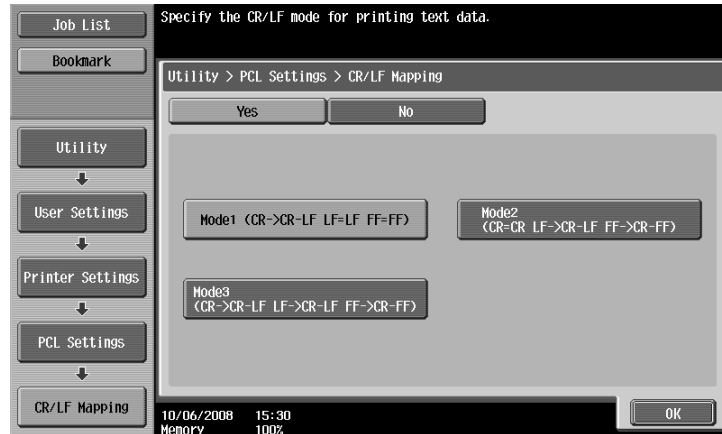 Job List
Bookmark
Utility
User Settings
Printer Settings
PCL Settings
CR/LF Mapping
Specify the CR/LF mode for printing text data.
Utility > PCL Settings > CR/LF Mapping
Yes No
Mode1 (CR->CR-LF LF=LF FF=FF)
Mode2
(CR=CR LF->CR-LF FF->CR-FF)
Mode3
(CR->CR-LF LF->CR-LF FF->CR-FF)
10/06/2008 15:30
Memory 100%
OK